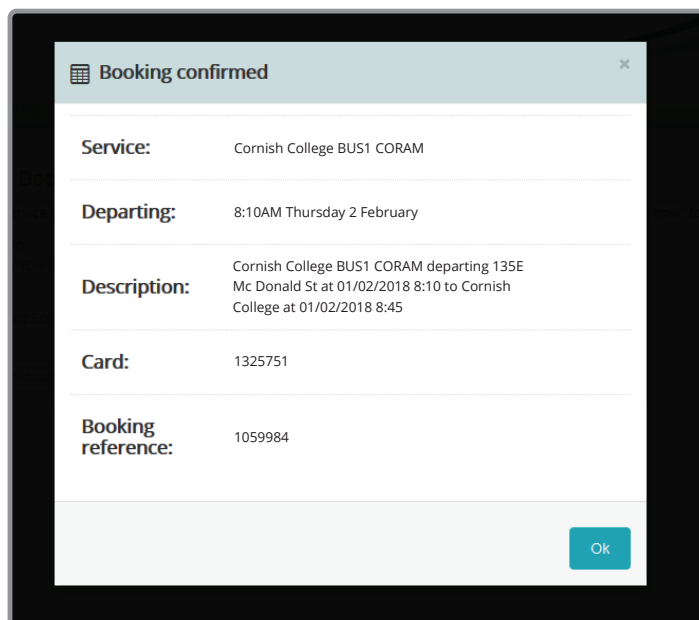 Booking confirmed
×
Service:
Cornish College BUS1 CORAM
Departing:
8:10AM Thursday 2 February
Description:
Cornish College BUS1 CORAM departing 135E
Mc Donald St at 01/02/2018 8:10 to Cornish
College at 01/02/2018 8:45
Card:
1325751
Booking
reference:
1059984
Ok